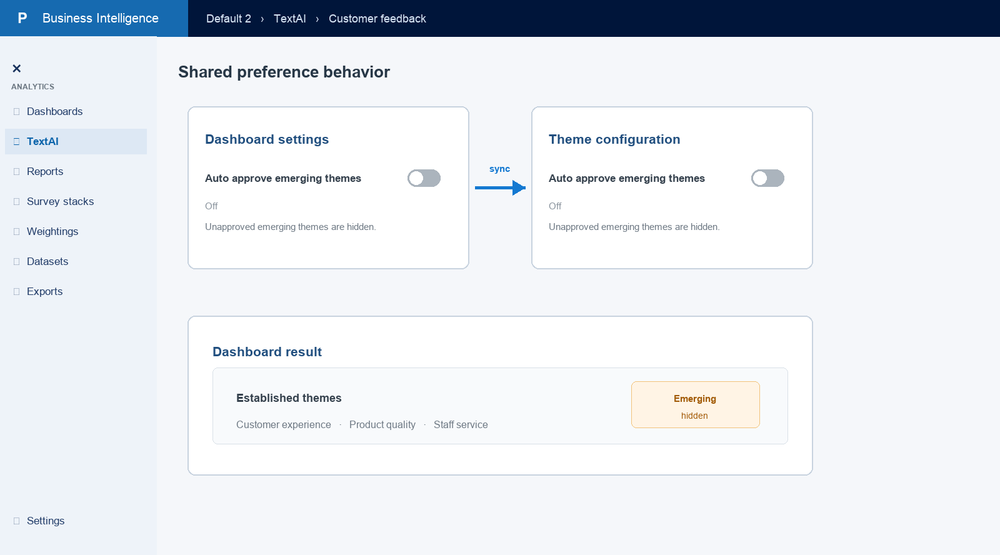 P Business Intelligence
Default 2 › TextAI › Customer feedback
✕
ANALYTICS
Dashboards
TextAI
Reports
Survey stacks
Weightings
Datasets
Exports
Settings
Shared preference behavior
Dashboard settings
Auto approve emerging themes
Off
Unapproved emerging themes are hidden.
sync
Theme configuration
Auto approve emerging themes
Off
Unapproved emerging themes are hidden.
Dashboard result
Established themes
Customer experience · Product quality · Staff service
Emerging
hidden